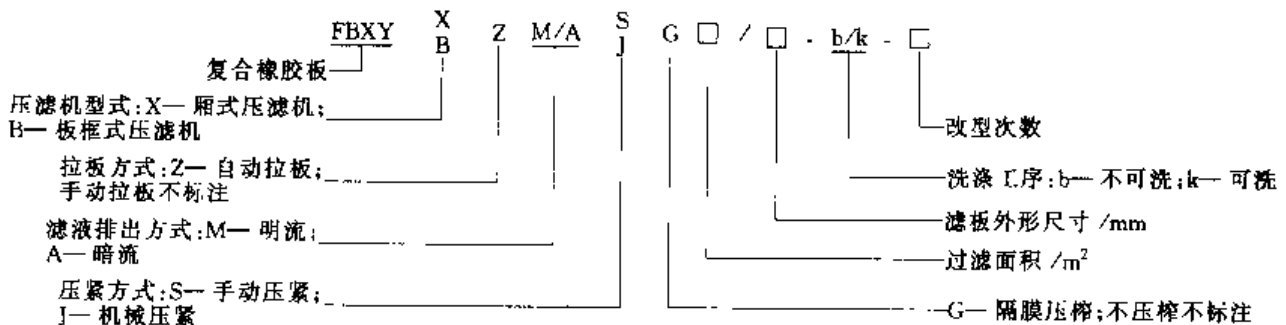 X S
FBXY Z M/A G □ / □ - b/k - □
B J
复合橡胶板
压滤机型式:X—厢式压滤机;
B—板框式压滤机
改型次数
拉板方式:Z—自动拉板;
手动拉板不标注
洗涤工序:b—不可洗;k—可洗
滤液排出方式:M—明流;
A—暗流
滤板外形尺寸/mm
过滤面积/m²
压紧方式:S—手动压紧;
J—机械压紧
G—隔膜压榨;不压榨不标注